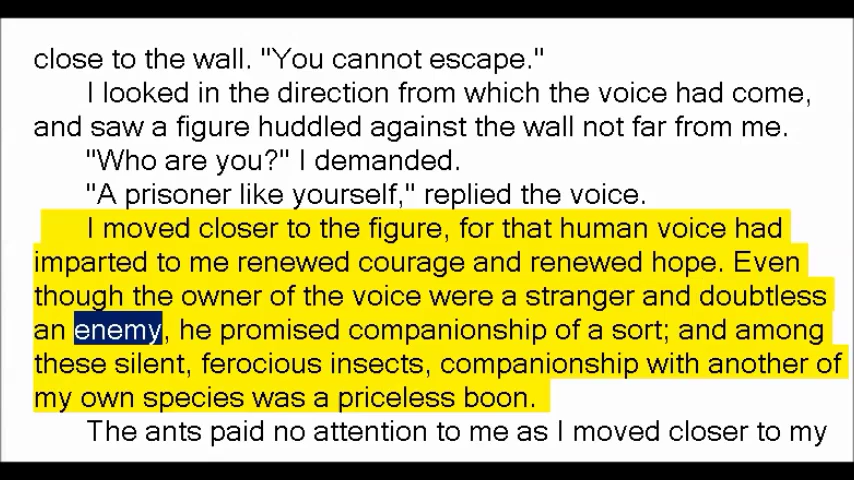 close to the wall. "You cannot escape."
I looked in the direction from which the voice had come,
and saw a figure huddled against the wall not far from me.
"Who are you?" I demanded.
"A prisoner like yourself," replied the voice.
I moved closer to the figure, for that human voice had
imparted to me renewed courage and renewed hope. Even
though the owner of the voice were a stranger and doubtless
an enemy, he promised companionship of a sort; and among
these silent, ferocious insects, companionship with another of
my own species was a priceless boon.
The ants paid no attention to me as I moved closer to my